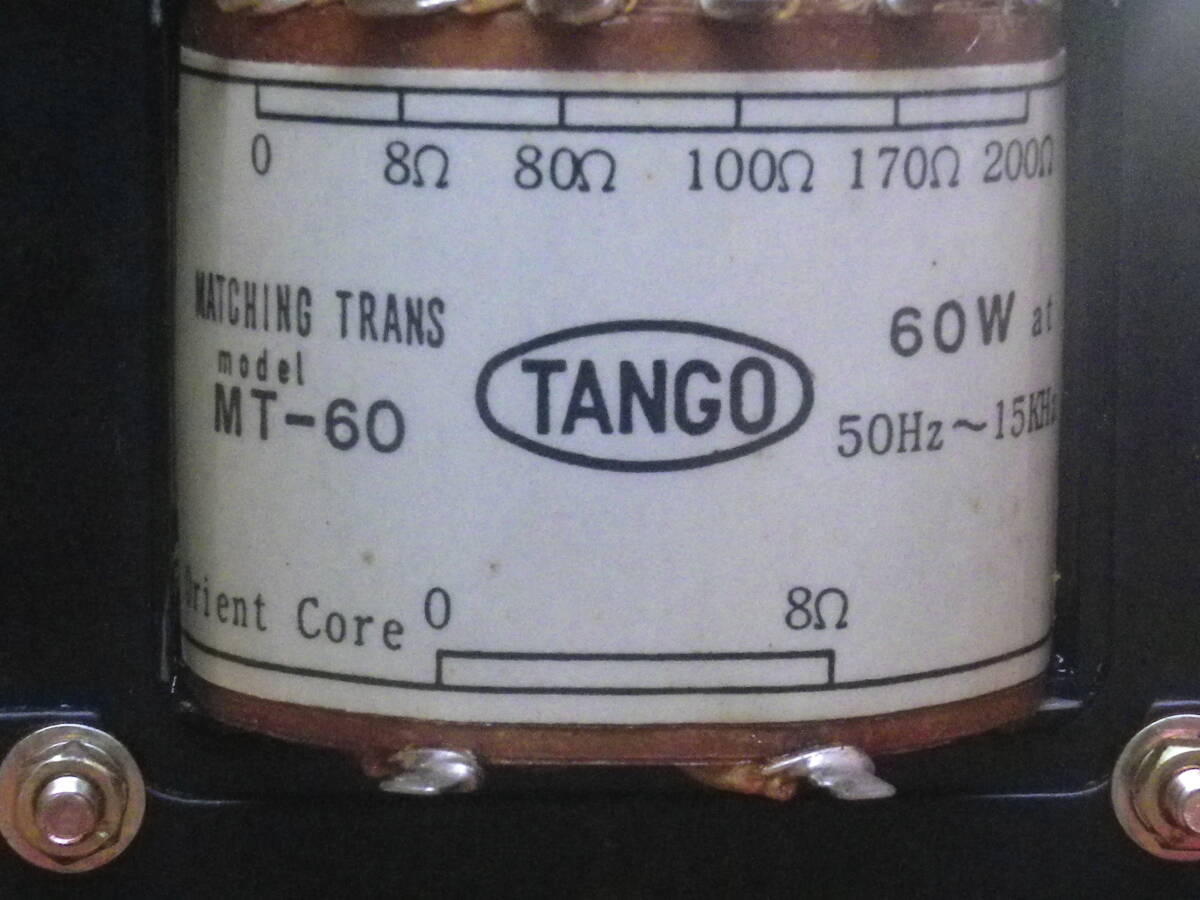 0 8Ω 80Ω 100Ω 170Ω 200Ω
MATCHING TRANS
model
MT-60
TANGO
60W at
50Hz~15KHz
Orient Core
0 8Ω